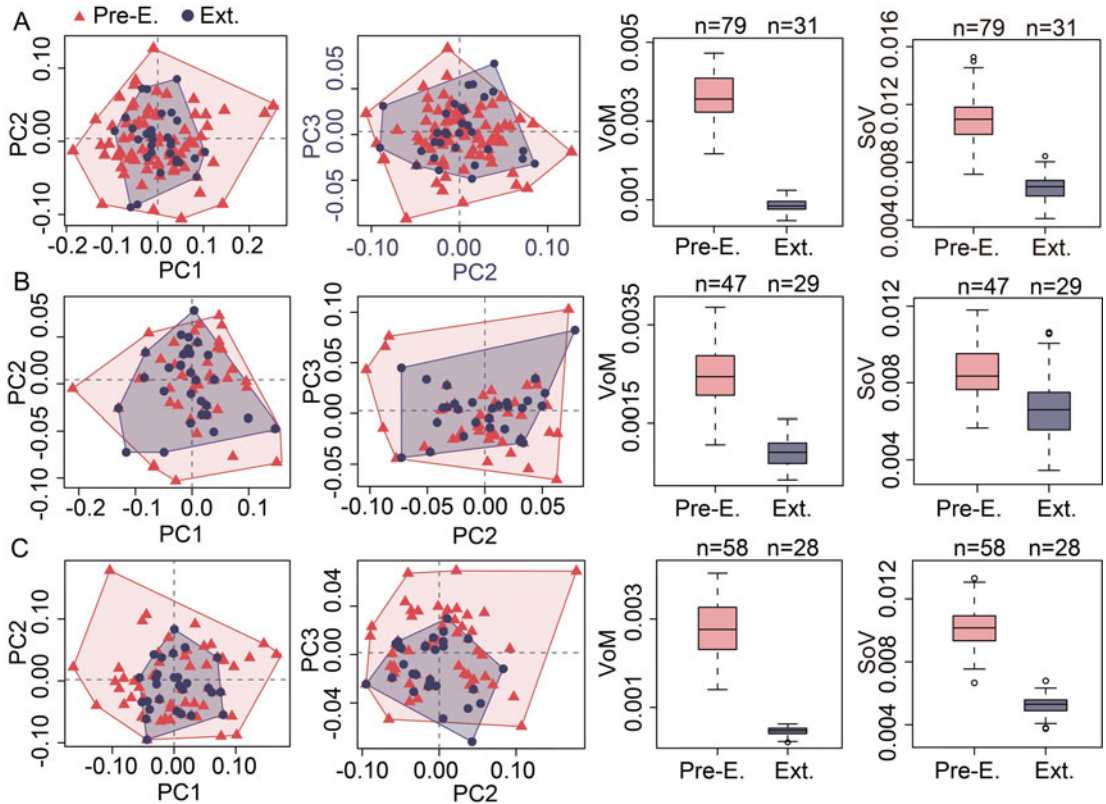 A Pre-E. Ext.
PC2
0.10
0.00
-0.10
-0.2 -0.1 0.0 0.1 0.2
PC1
PC3
0.05
0.00
-0.05
-0.10 -0.05 0.00 0.05 0.10
PC2
n=79 n=31
VoM
0.005
0.003
0.001
Pre-E. Ext.
n=79 n=31
SoV
0.016
0.012
0.008
0.004
Pre-E. Ext.
B
PC2
0.05
0.00
-0.05
-0.10
-0.2 -0.1 0.0 0.1
PC1
PC3
0.10
0.05
0.00
-0.05
-0.10 -0.05 0.00 0.05
PC2
n=47 n=29
VoM
0.0035
0.0015
Pre-E. Ext.
n=47 n=29
SoV
0.012
0.008
0.004
Pre-E. Ext.
C
PC2
0.10
0.00
-0.10
-0.10 0.00 0.10
PC1
PC3
0.04
0.00
-0.04
-0.10 0.00 0.10
PC2
n=58 n=28
VoM
0.003
0.001
Pre-E. Ext.
n=58 n=28
SoV
0.012
0.008
0.004
Pre-E. Ext.